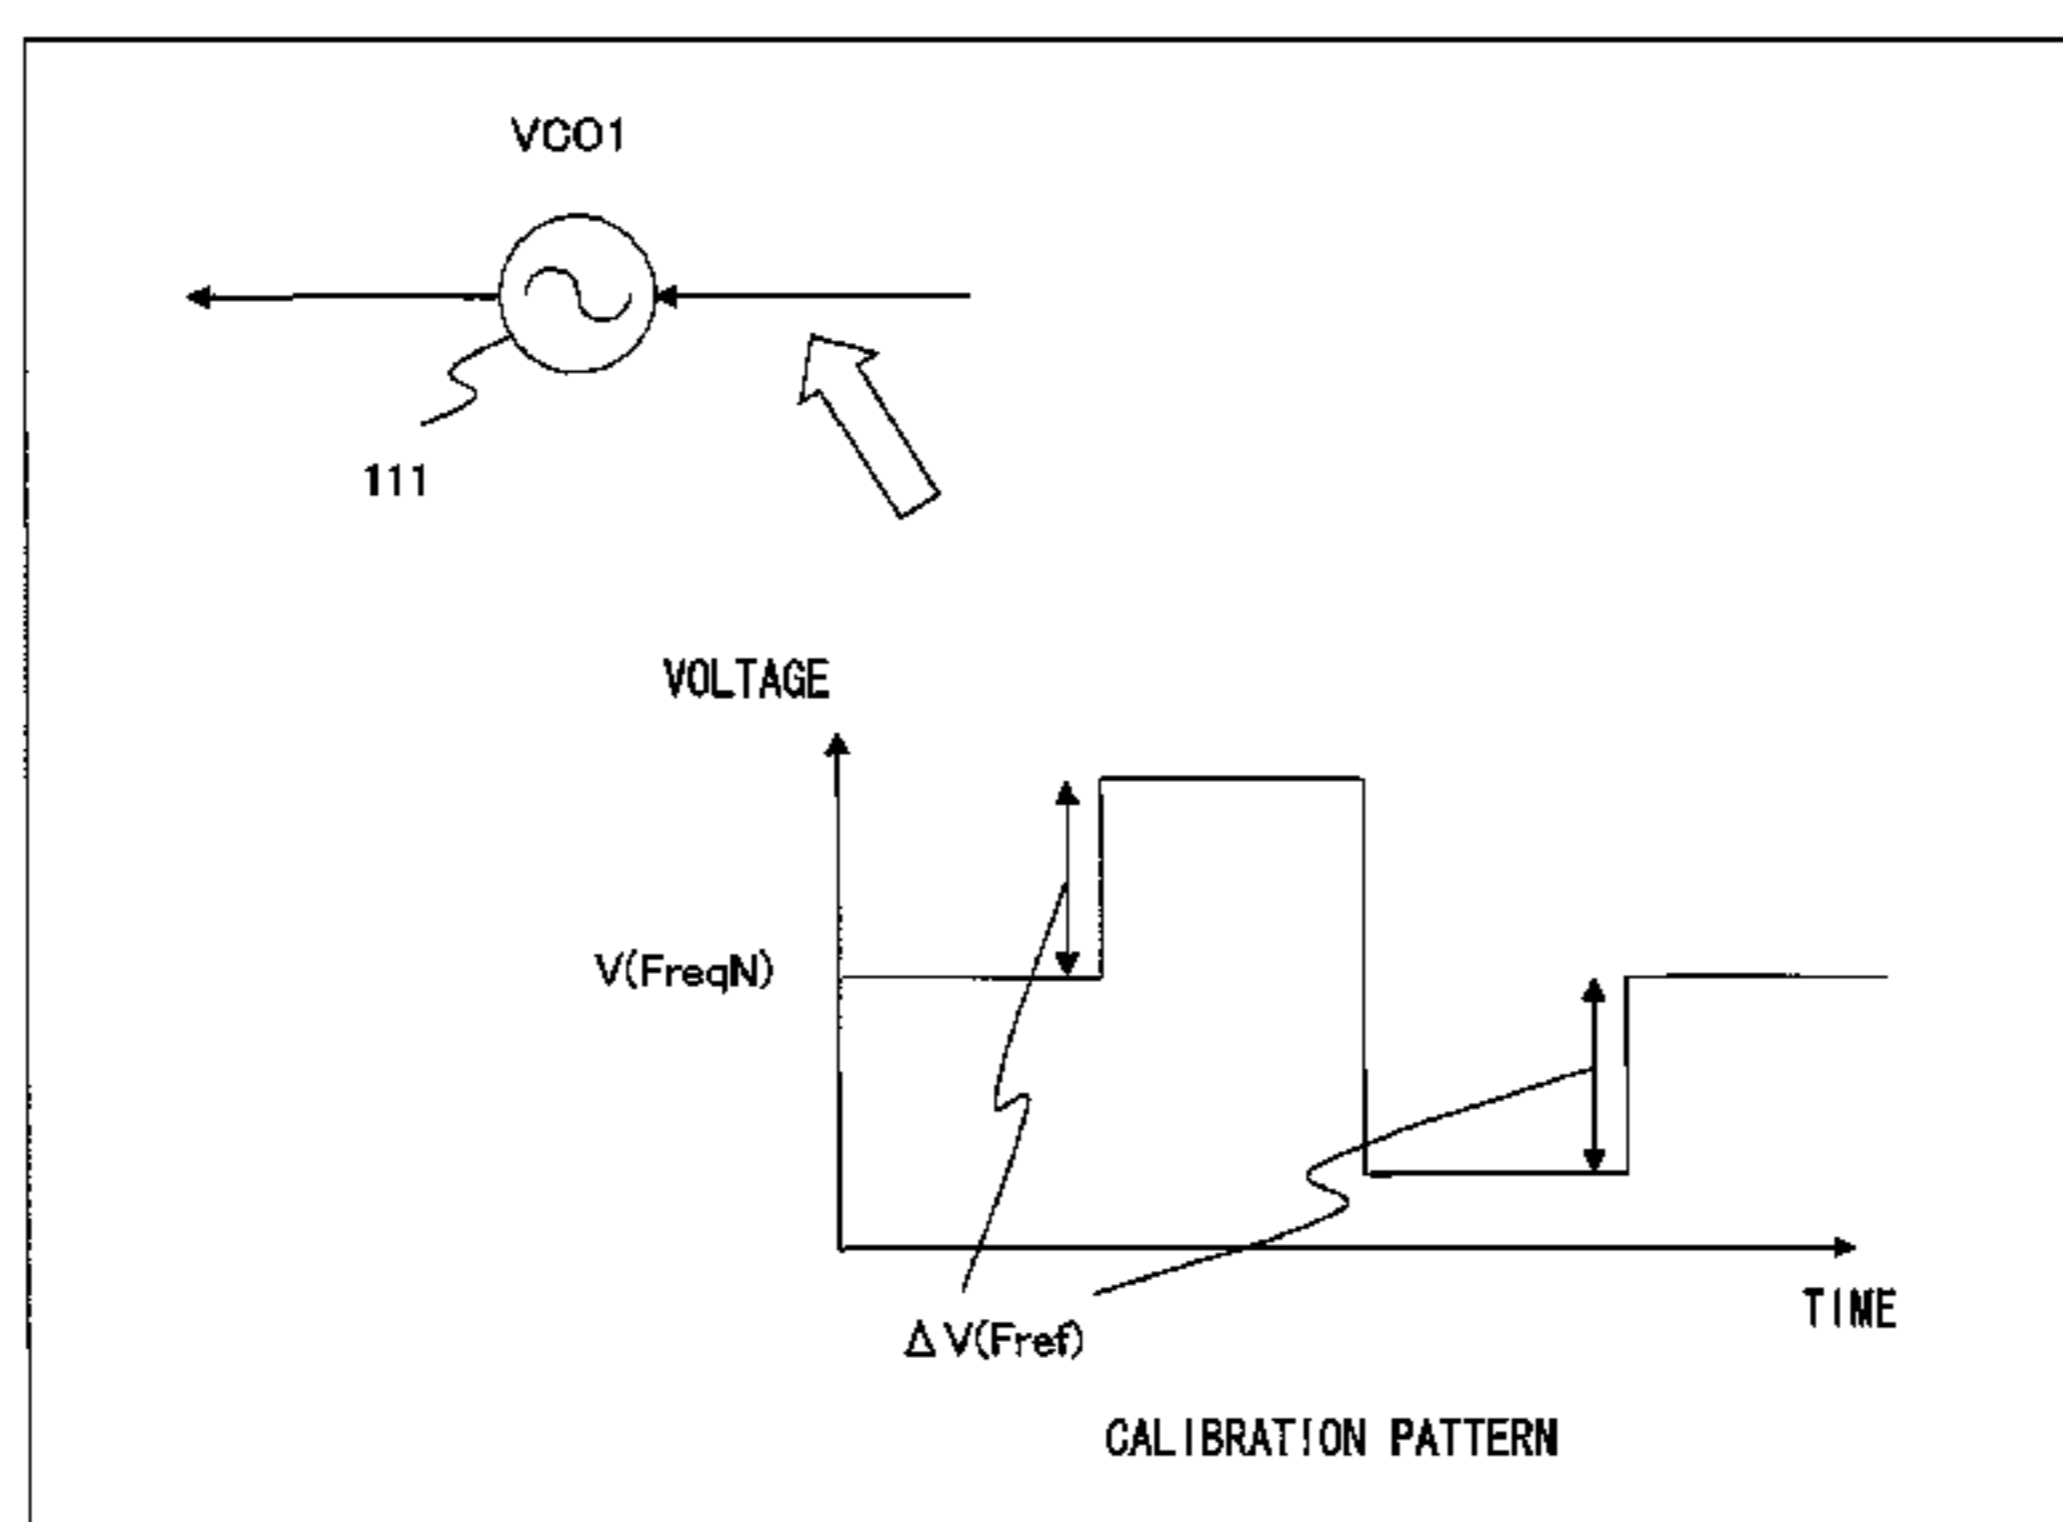 VCO1
111
VOLTAGE
V(FreqN)
TIME
ΔV(Fref)
CALIBRATION PATTERN